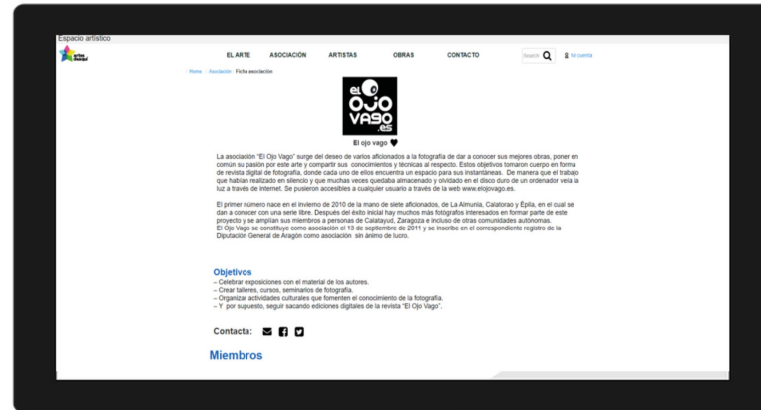 Espacio artístico
EL ARTE ASOCIACIÓN ARTISTAS OBRAS CONTACTO Search Mi cuenta
Home Asociación Ficha asociación
eL OJO VAGO .es
El ojo vago
La asociación "El Ojo Vago" surge del deseo de varios aficionados a la fotografía de dar a conocer sus mejores obras, poner en
común su pasión por este arte y compartir sus conocimientos y técnicas al respecto. Estos objetivos tomaron cuerpo en forma
de revista digital de fotografía, donde cada uno de ellos encuentra un espacio para sus instantáneas. De manera que el trabajo
que habían realizado en silencio y que muchas veces quedaba almacenado y olvidado en el disco duro de un ordenador veía la
luz a través de internet. Se pusieron accesibles a cualquier usuario a través de la web www.elojovago.es.
El primer número nace en el invierno de 2010 de la mano de siete aficionados, de La Almunia, Calatorao y Épila, en el cual se
dan a conocer con una serie libre. Después del éxito inicial hay muchos más fotógrafos interesados en formar parte de este
proyecto y se amplían sus miembros a personas de Calatayud, Zaragoza e incluso de otras comunidades autónomas.
El Ojo Vago se constituye como asociación el 13 de septiembre de 2011 y se inscribe en el correspondiente registro de la
Diputación General de Aragón como asociación sin ánimo de lucro.
Objetivos
– Celebrar exposiciones con el material de los autores.
– Crear talleres, cursos, seminarios de fotografía.
– Organizar actividades culturales que fomenten el conocimiento de la fotografía.
– Y por supuesto, seguir sacando ediciones digitales de la revista "El Ojo Vago".
Contacta:
Miembros